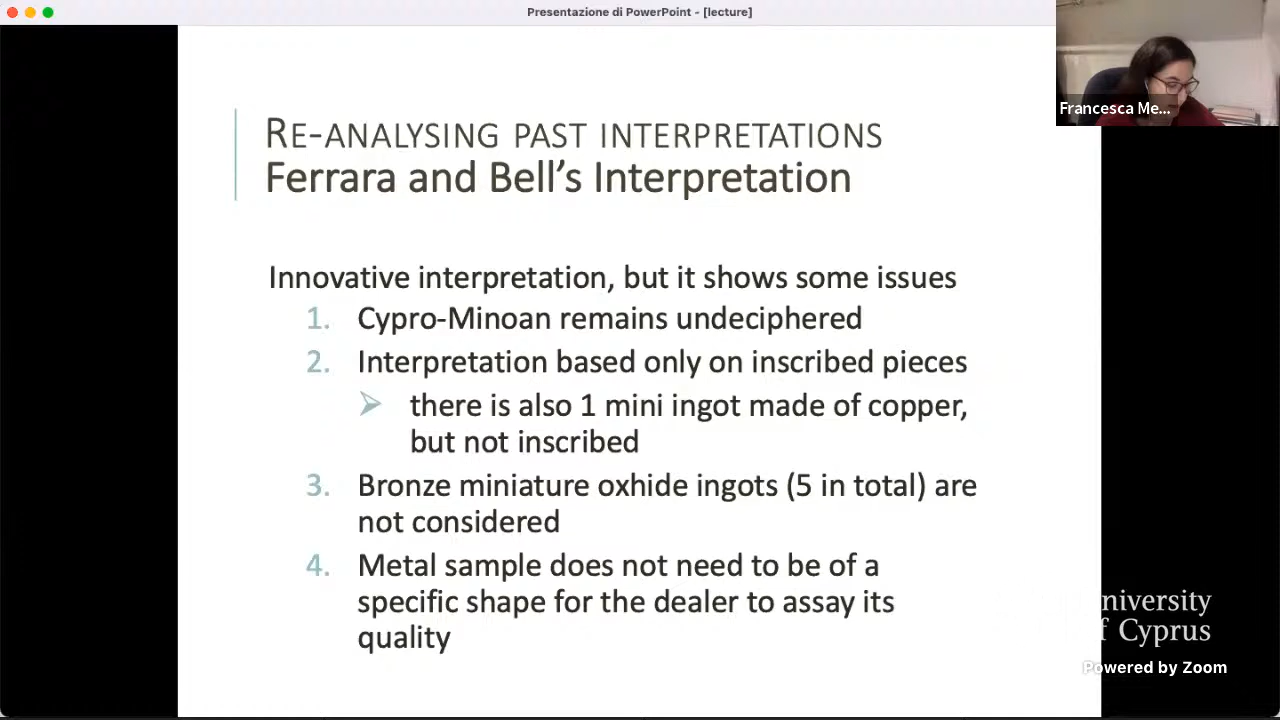 Presentazione di PowerPoint - [lecture]
Francesca Me...
RE-ANALYSING PAST INTERPRETATIONS
Ferrara and Bell’s Interpretation
Innovative interpretation, but it shows some issues
1. Cypro-Minoan remains undeciphered
2. Interpretation based only on inscribed pieces
there is also 1 mini ingot made of copper,
but not inscribed
3. Bronze miniature oxhide ingots (5 in total) are
not considered
4. Metal sample does not need to be of a
specific shape for the dealer to assay its
quality
niversity
f Cyprus
Powered by Zoom